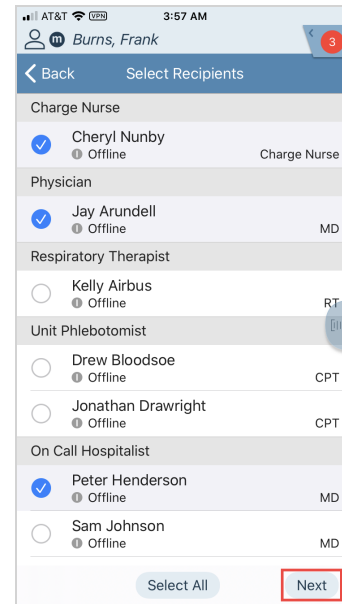 AT&T VPN 3:57 AM
m Burns, Frank 3
Back Select Recipients
Charge Nurse
Cheryl Nunby
Offline Charge Nurse
Physician
Jay Arundell
Offline MD
Respiratory Therapist
Kelly Airbus
Offline RT
Unit Phlebotomist
Drew Bloodsoe
Offline CPT
Jonathan Drawright
Offline CPT
On Call Hospitalist
Peter Henderson
Offline MD
Sam Johnson
Offline MD
Select All Next